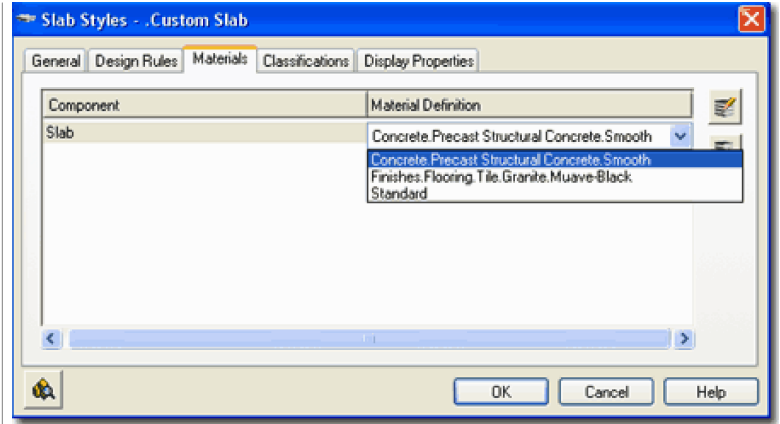 Slab Styles - .Custom Slab
General Design Rules Materials Classifications Display Properties
Component Material Definition
Slab Concrete.Precast Structural Concrete.Smooth
Concrete.Precast Structural Concrete.Smooth
Finishes.Flooring.Tile.Granite.Muave-Black
Standard
OK Cancel Help